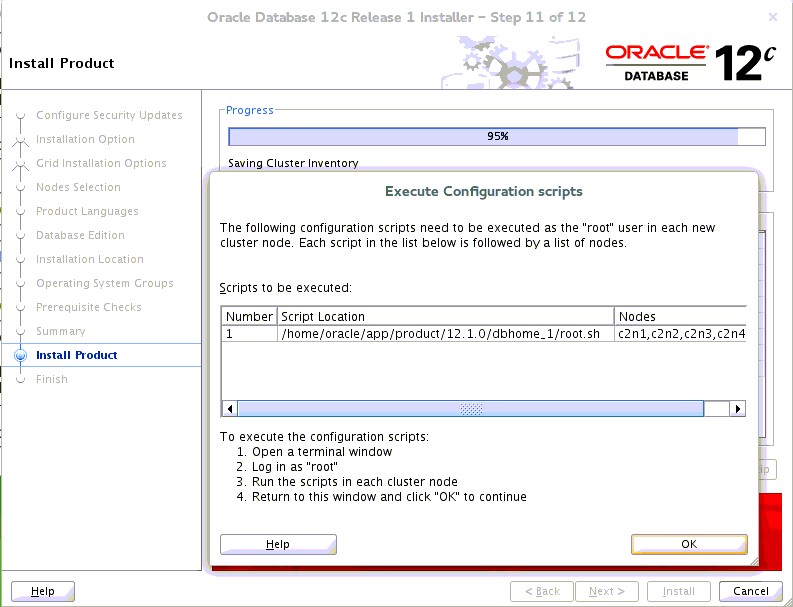 Oracle Database 12c Release 1 Installer – Step 11 of 12
Install Product
ORACLE
DATABASE
12c
Configure Security Updates
Installation Option
Grid Installation Options
Nodes Selection
Product Languages
Database Edition
Installation Location
Operating System Groups
Prerequisite Checks
Summary
Install Product
Finish
Progress
95%
Saving Cluster Inventory
Execute Configuration scripts
The following configuration scripts need to be executed as the "root" user in each new
cluster node. Each script in the list below is followed by a list of nodes.
Scripts to be executed:
Number Script Location Nodes
1 /home/oracle/app/product/12.1.0/dbhome_1/root.sh c2n1,c2n2,c2n3,c2n4
To execute the configuration scripts:
1. Open a terminal window
2. Log in as "root"
3. Run the scripts in each cluster node
4. Return to this window and click "OK" to continue
Help OK
Help < Back Next > Install Cancel